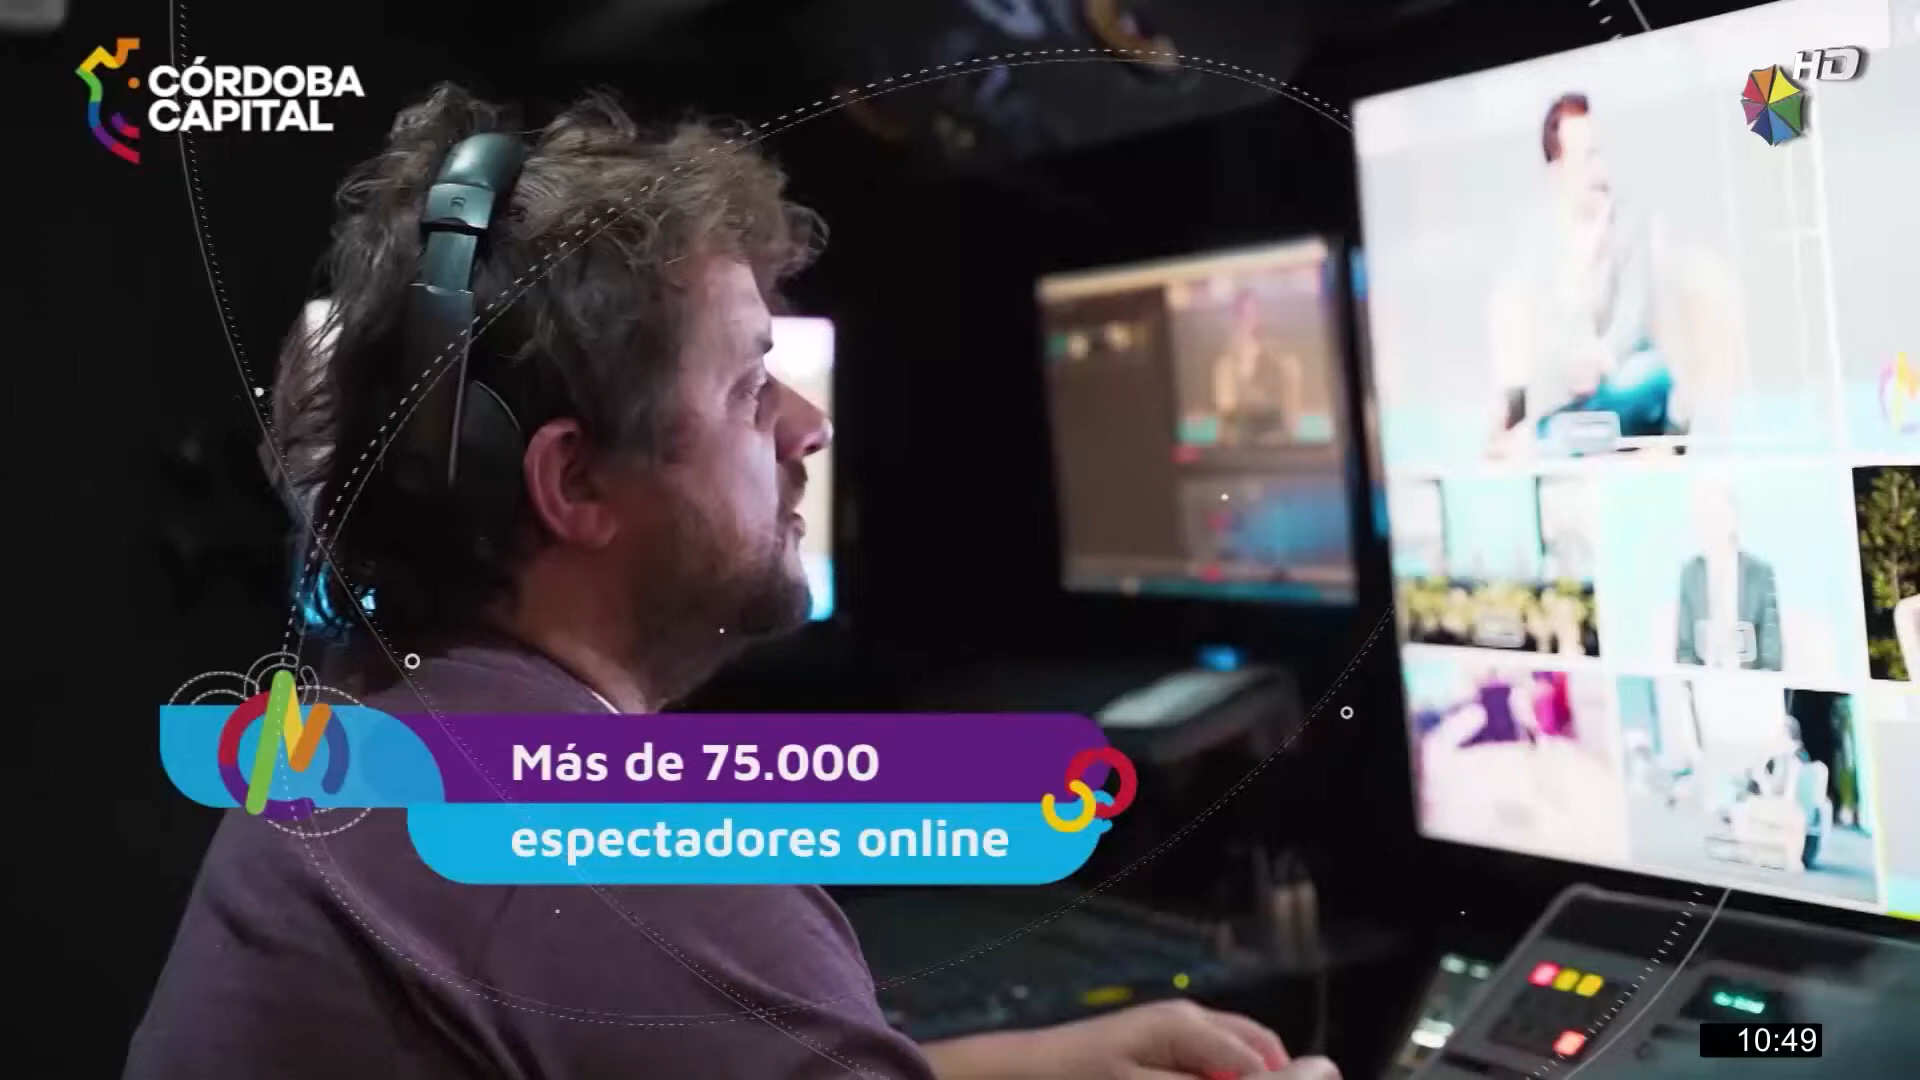 CÓRDOBA
CAPITAL
HD
Más de 75.000
espectadores online
10:49